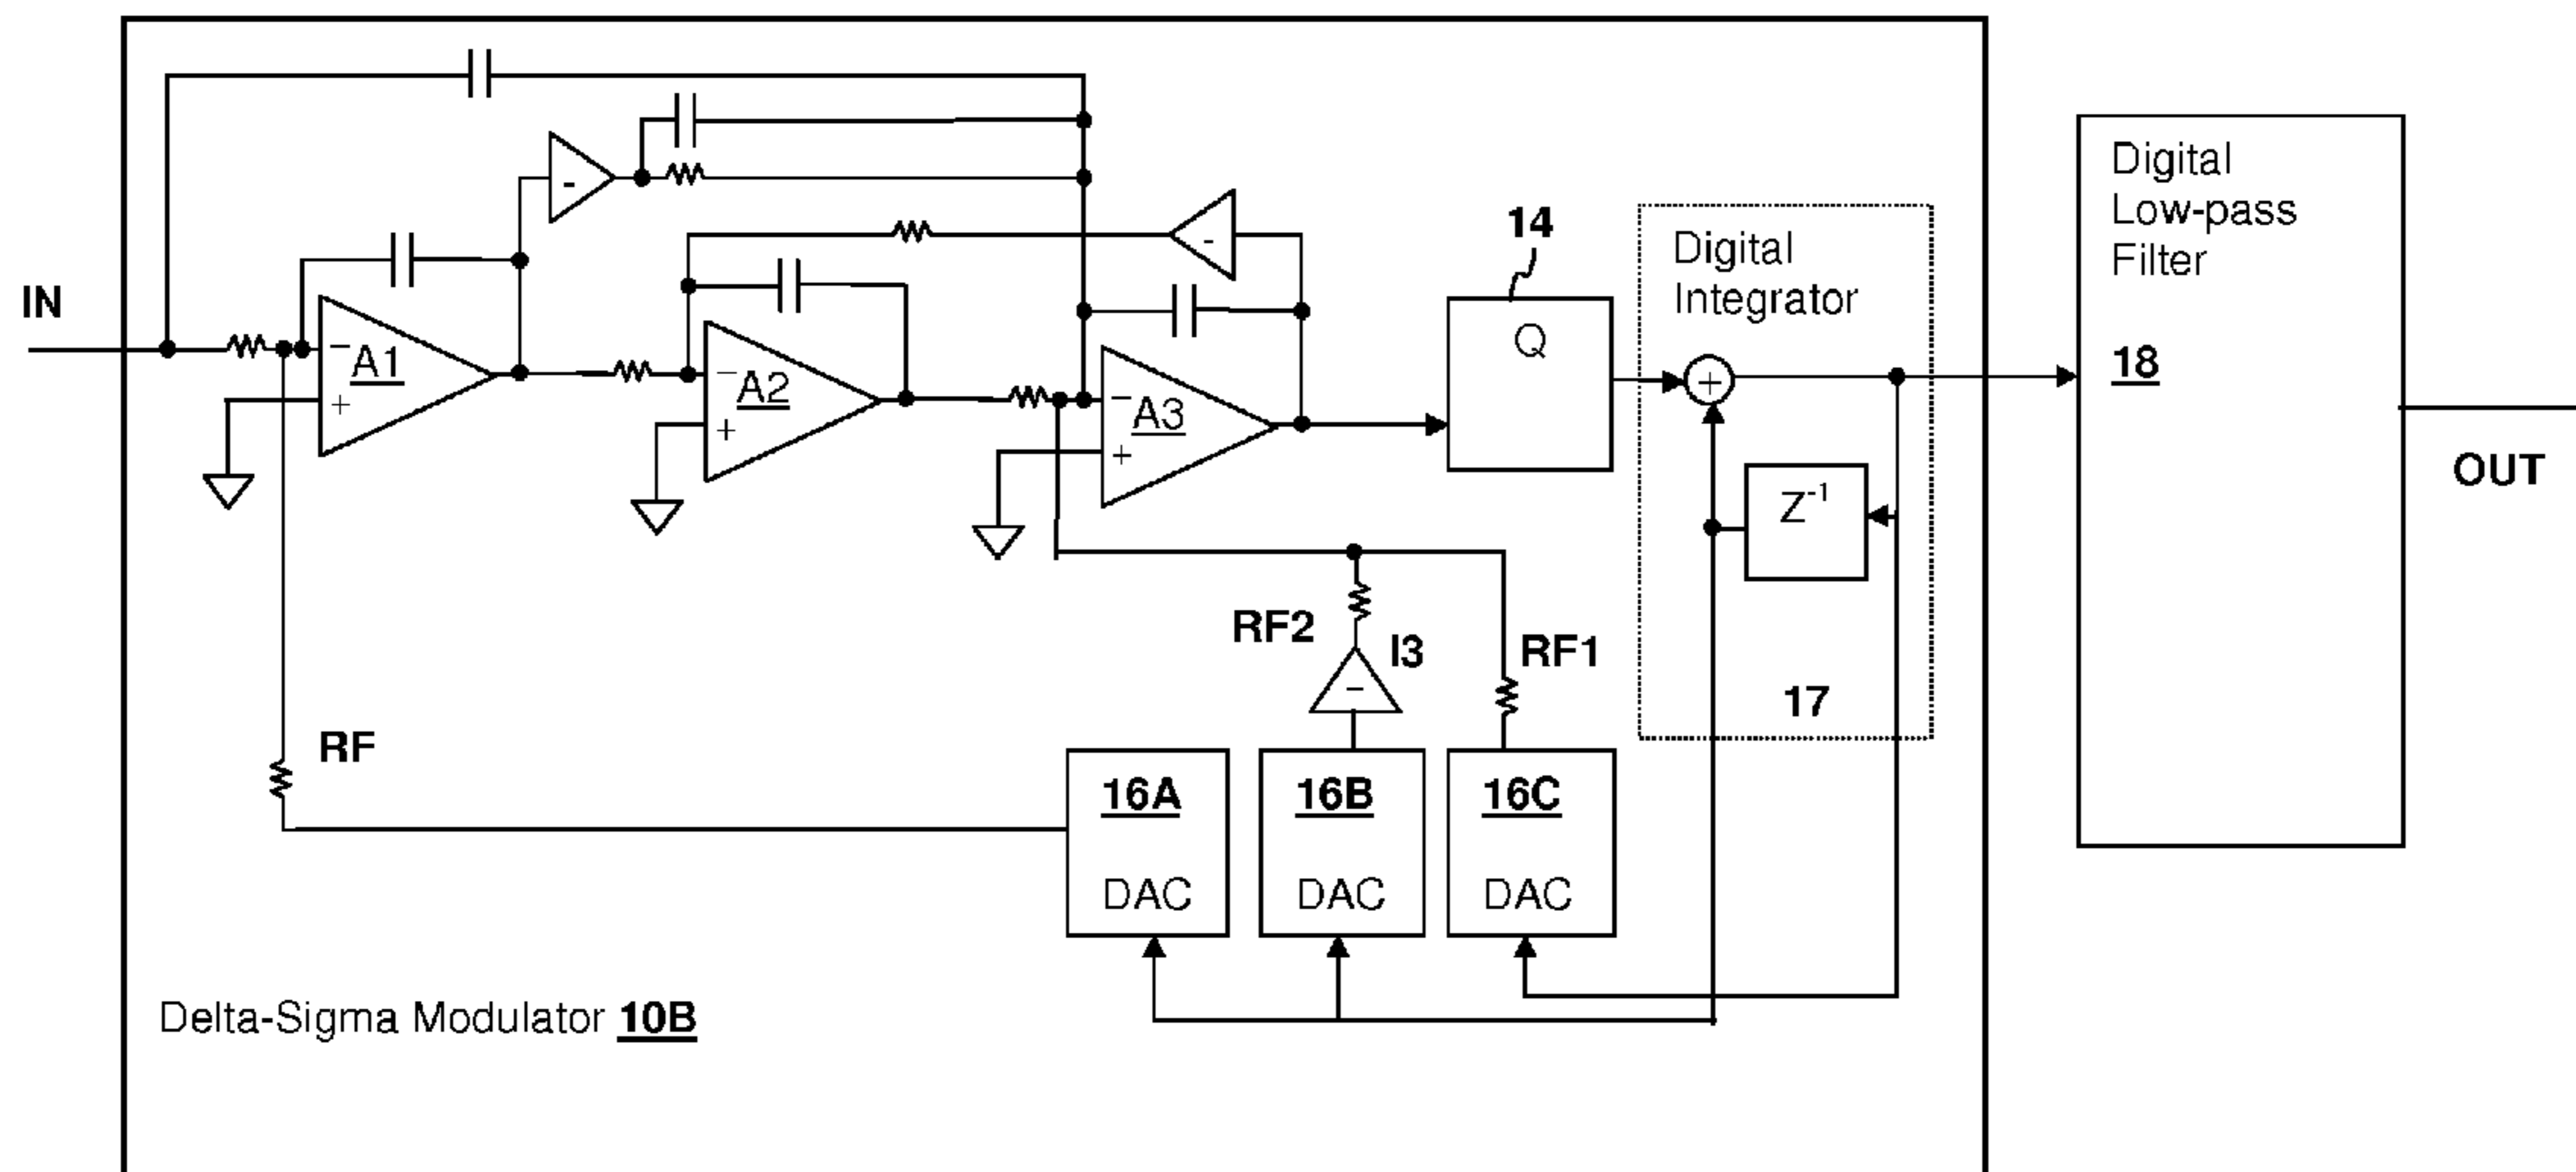 IN
-
- A1 +
- A2 +
-
- A3 +
14
Q
Digital
Integrator
+
Z-1
17
Digital
Low-pass
Filter
18
OUT
RF
RF2
I3
-
RF1
16A
DAC
16B
DAC
16C
DAC
Delta-Sigma Modulator 10B